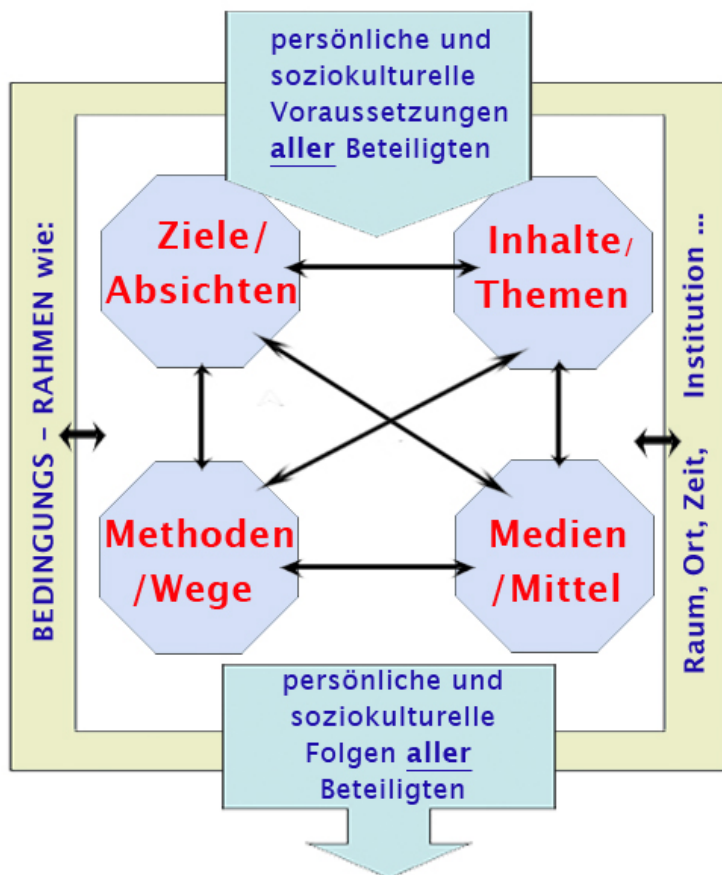 persönliche und
soziokulturelle
Voraussetzungen
aller Beteiligten
BEDINGUNGS – RAHMEN wie:
Ziele/
Absichten
Inhalte/
Themen
Methoden
/Wege
Medien
/Mittel
Raum, Ort, Zeit, Institution ...
persönliche und
soziokulturelle
Folgen aller
Beteiligten